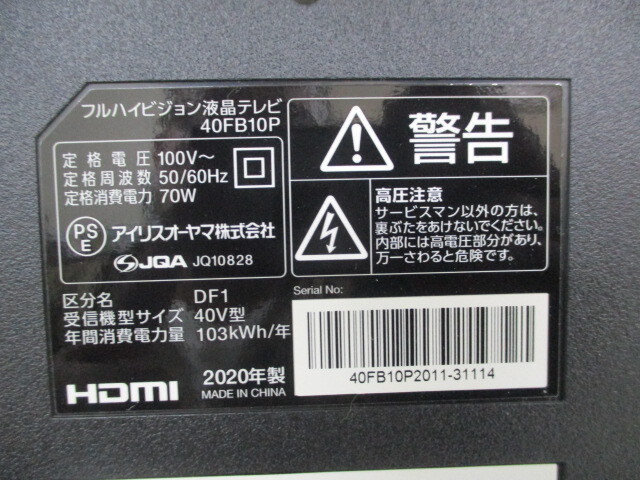 フルハイビジョン液晶テレビ
40FB10P
定格電圧 100V～
定格周波数 50/60Hz
定格消費電力 70W
PS
E
アイリスオーヤマ株式会社
JQA JQ10828
区分名 DF1
受信機型サイズ 40V型
年間消費電力量 103kWh/年
HDMI
2020年製
MADE IN CHINA
警告
高圧注意
サービスマン以外の方は、
裏ぶたをあけないでください。
内部には高電圧部分があり、
万一さわると危険です。
Serial No:
40FB10P2011-31114